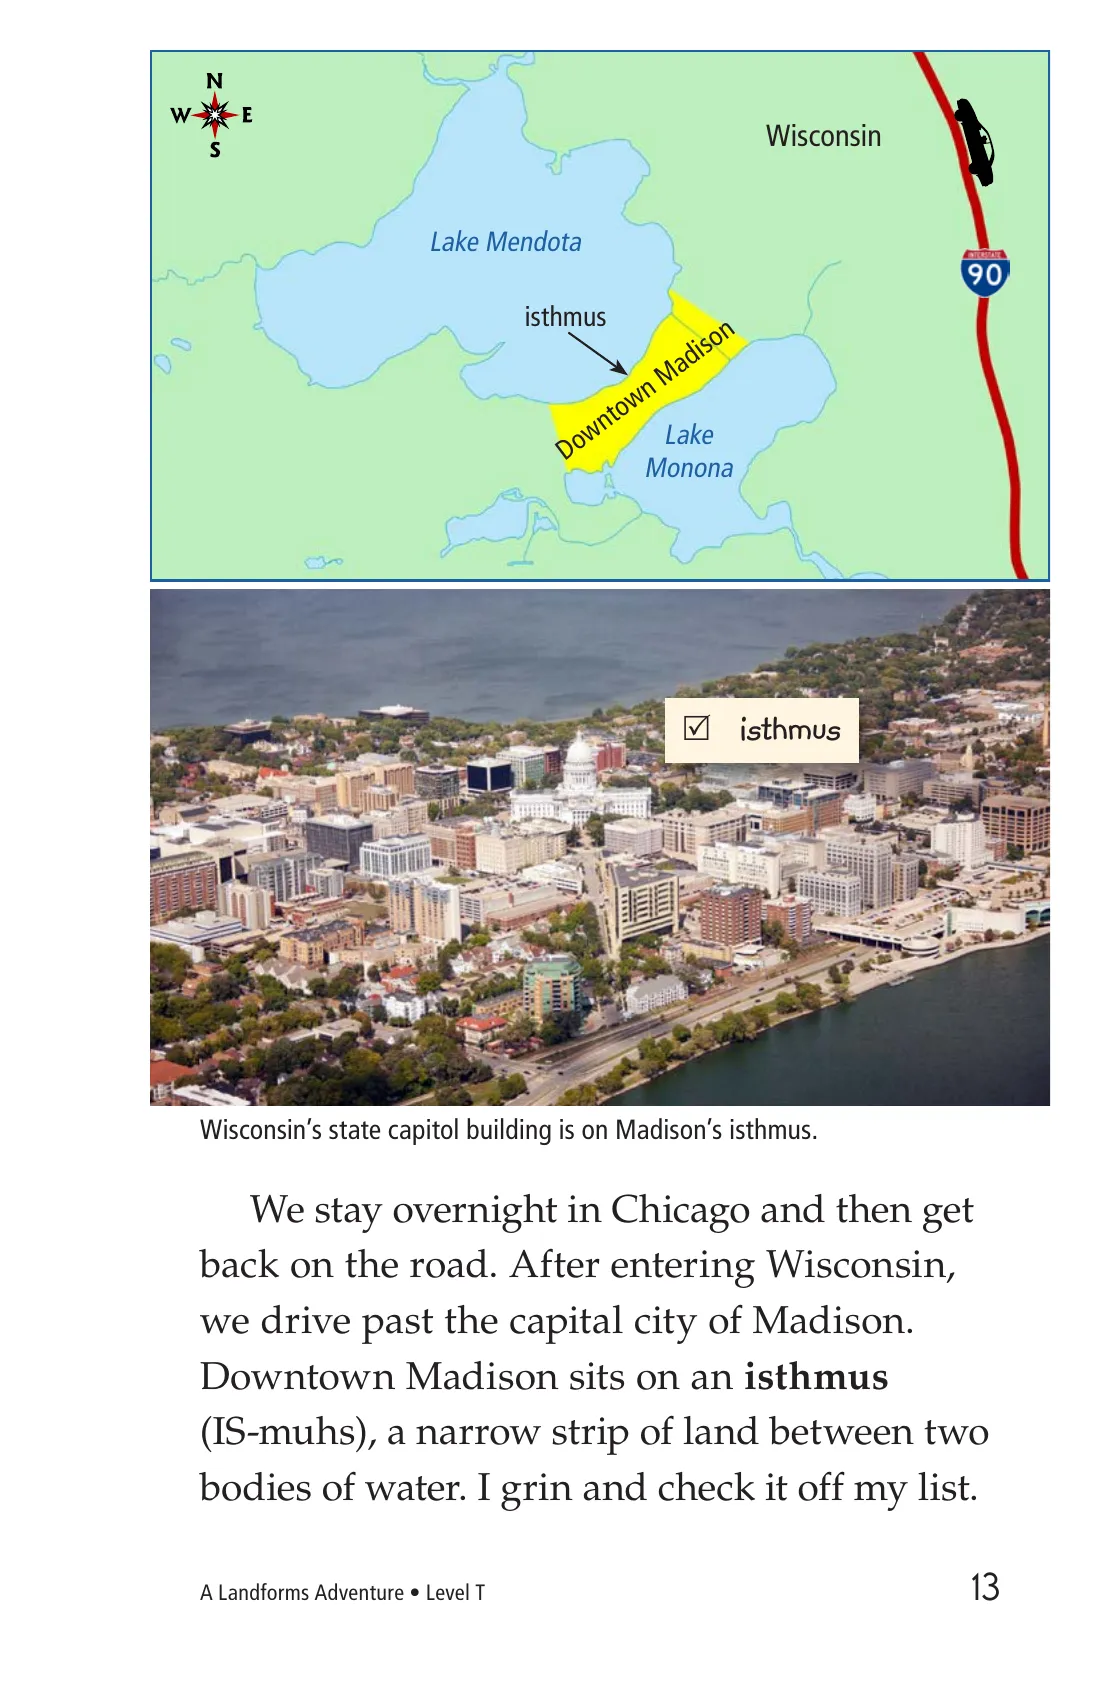 N
W E
S
Wisconsin
Lake Mendota
INTERSTATE
90
isthmus
Downtown Madison
Lake
Monona
isthmus
Wisconsin’s state capitol building is on Madison’s isthmus.
We stay overnight in Chicago and then get
back on the road. After entering Wisconsin,
we drive past the capital city of Madison.
Downtown Madison sits on an isthmus
(IS-muhs), a narrow strip of land between two
bodies of water. I grin and check it off my list.
A Landforms Adventure • Level T
13